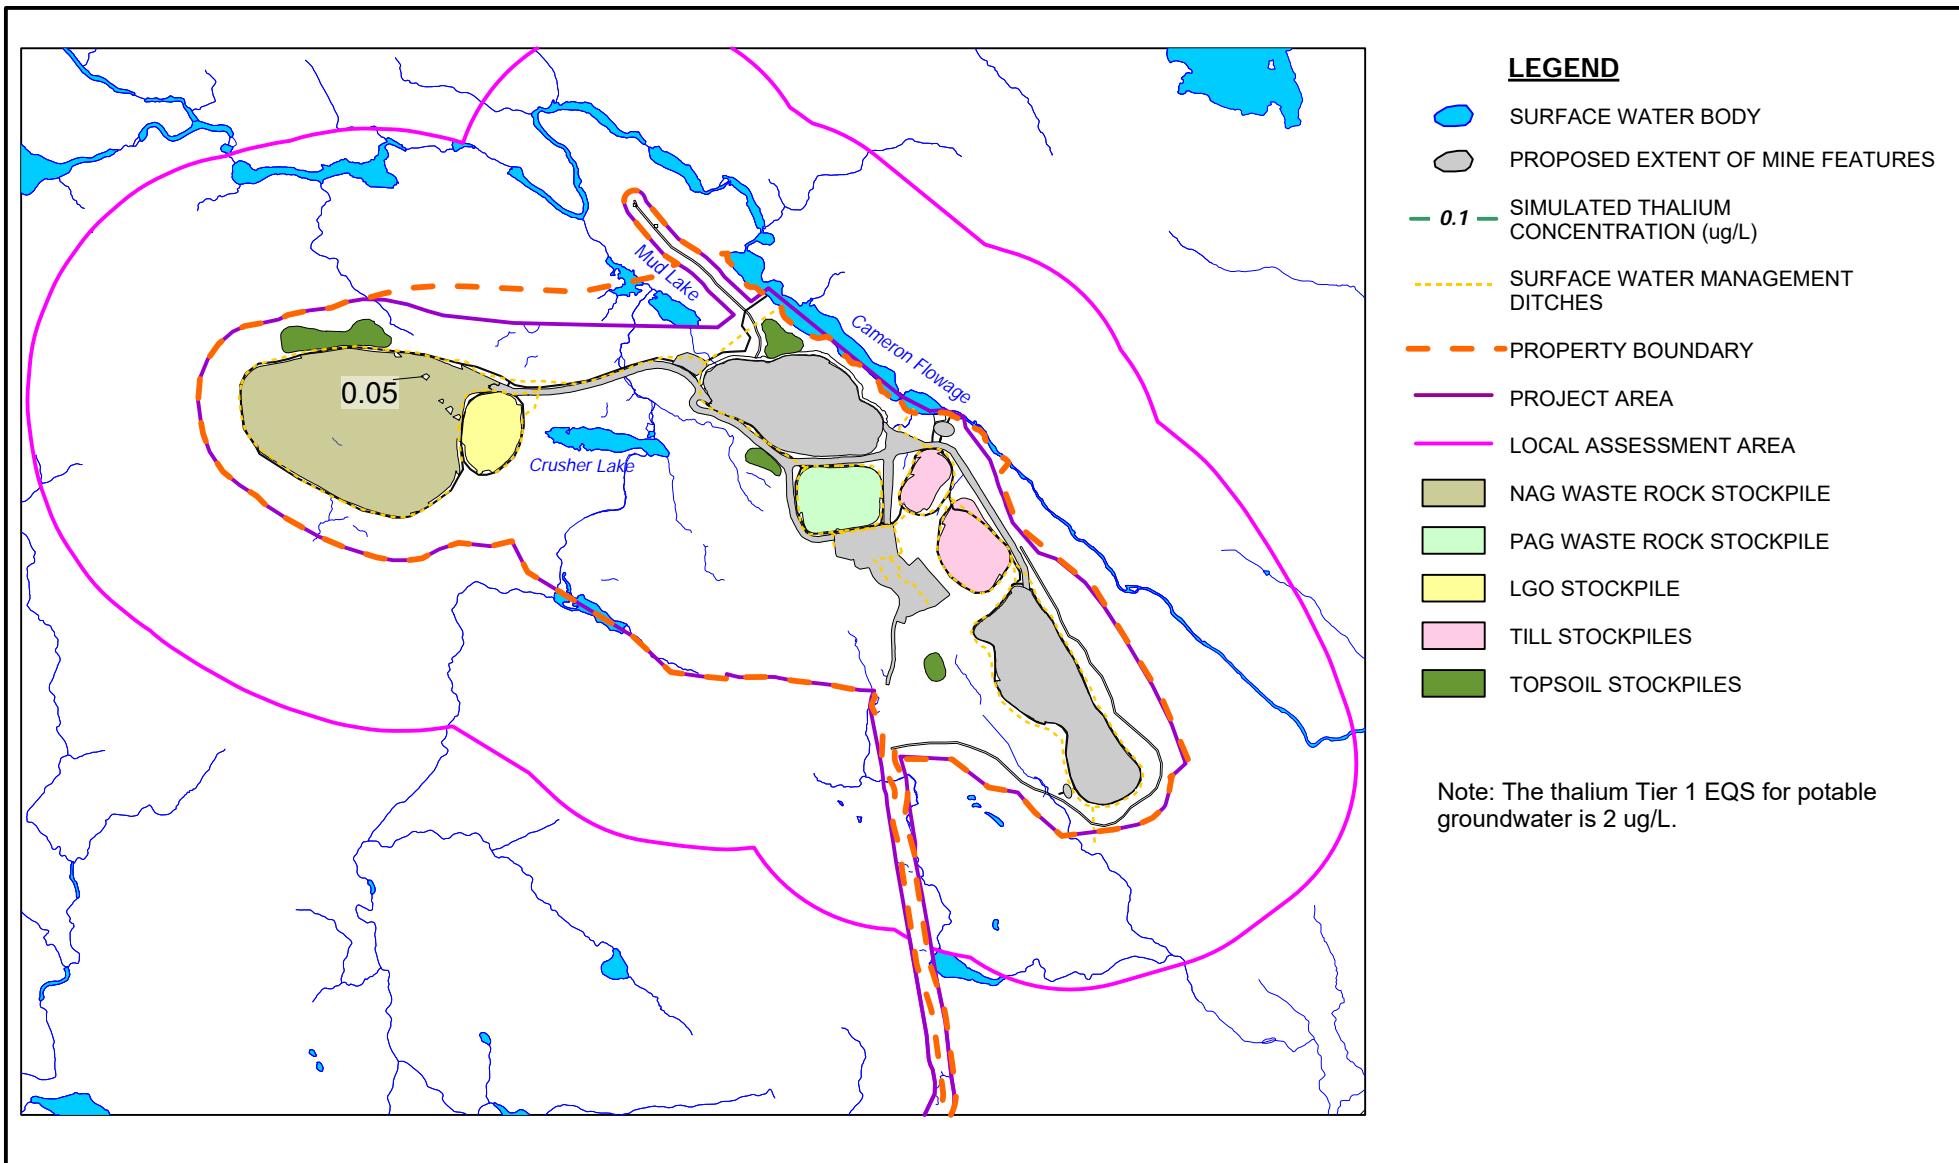 LEGEND
SURFACE WATER BODY
PROPOSED EXTENT OF MINE FEATURES
0.1
SIMULATED THALIUM
CONCENTRATION (ug/L)
SURFACE WATER MANAGEMENT
DITCHES
PROPERTY BOUNDARY
PROJECT AREA
LOCAL ASSESSMENT AREA
NAG WASTE ROCK STOCKPILE
PAG WASTE ROCK STOCKPILE
LGO STOCKPILE
TILL STOCKPILES
TOPSOIL STOCKPILES
Note: The thalium Tier 1 EQS for potable
groundwater is 2 ug/L.
Mud Lake
Cameron Flowage
0.05
Crusher Lake